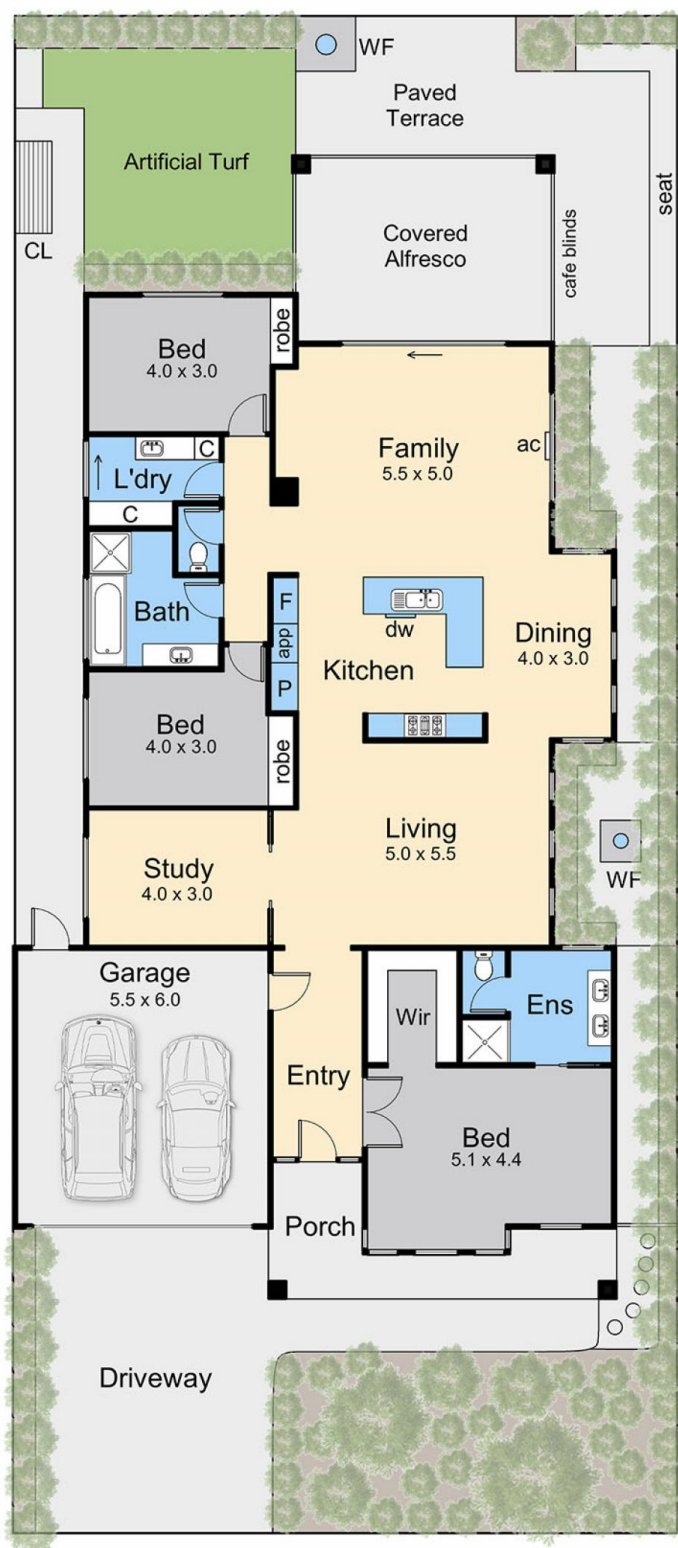 WF
Paved
Terrace
Artificial Turf
seat
CL
Covered
Alfresco
cafe blinds
Bed
4.0 x 3.0
robe
Family
5.5 x 5.0
ac
L'dry
C
C
Bath
F
app
P
dw
Kitchen
Dining
4.0 x 3.0
Bed
4.0 x 3.0
robe
Living
5.0 x 5.5
Study
4.0 x 3.0
WF
Garage
5.5 x 6.0
Wir
Ens
Entry
Bed
5.1 x 4.4
Porch
Driveway